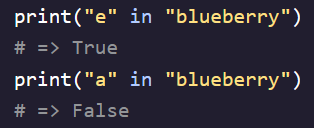 print("e" in "blueberry")
# => True
print("a" in "blueberry")
# => False